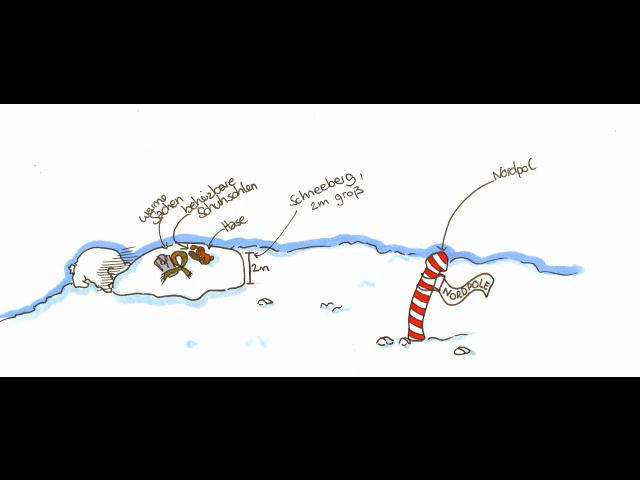 warme
Sachen
beheizbare
Schuhsohlen
Hase
Schneeberg,
2m groß
2m
Nordpol
NORDPOLE